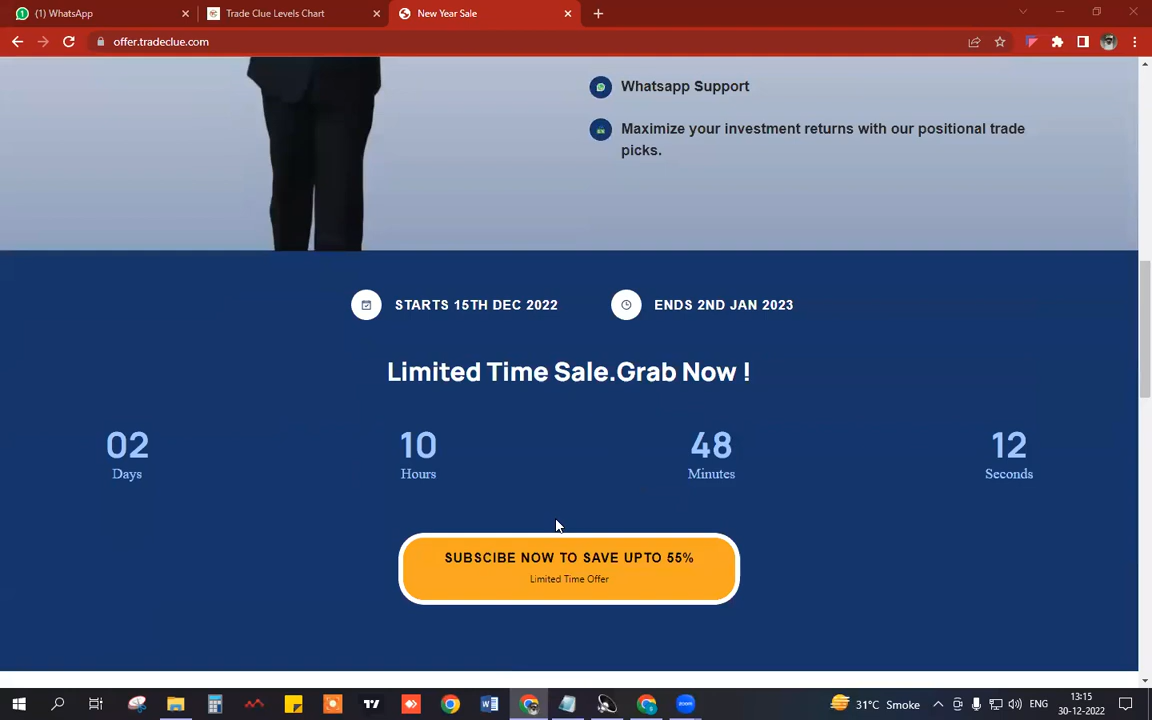 (1) WhatsApp
Trade Clue Levels Chart
New Year Sale
offer.tradeclue.com
Whatsapp Support
Maximize your investment returns with our positional trade
picks.
STARTS 15TH DEC 2022
ENDS 2ND JAN 2023
Limited Time Sale.Grab Now !
02
10
48
12
Days
Hours
Minutes
Seconds
SUBSCIBE NOW TO SAVE UPTO 55%
Limited Time Offer
31°C Smoke
ENG
13:15
30-12-2022